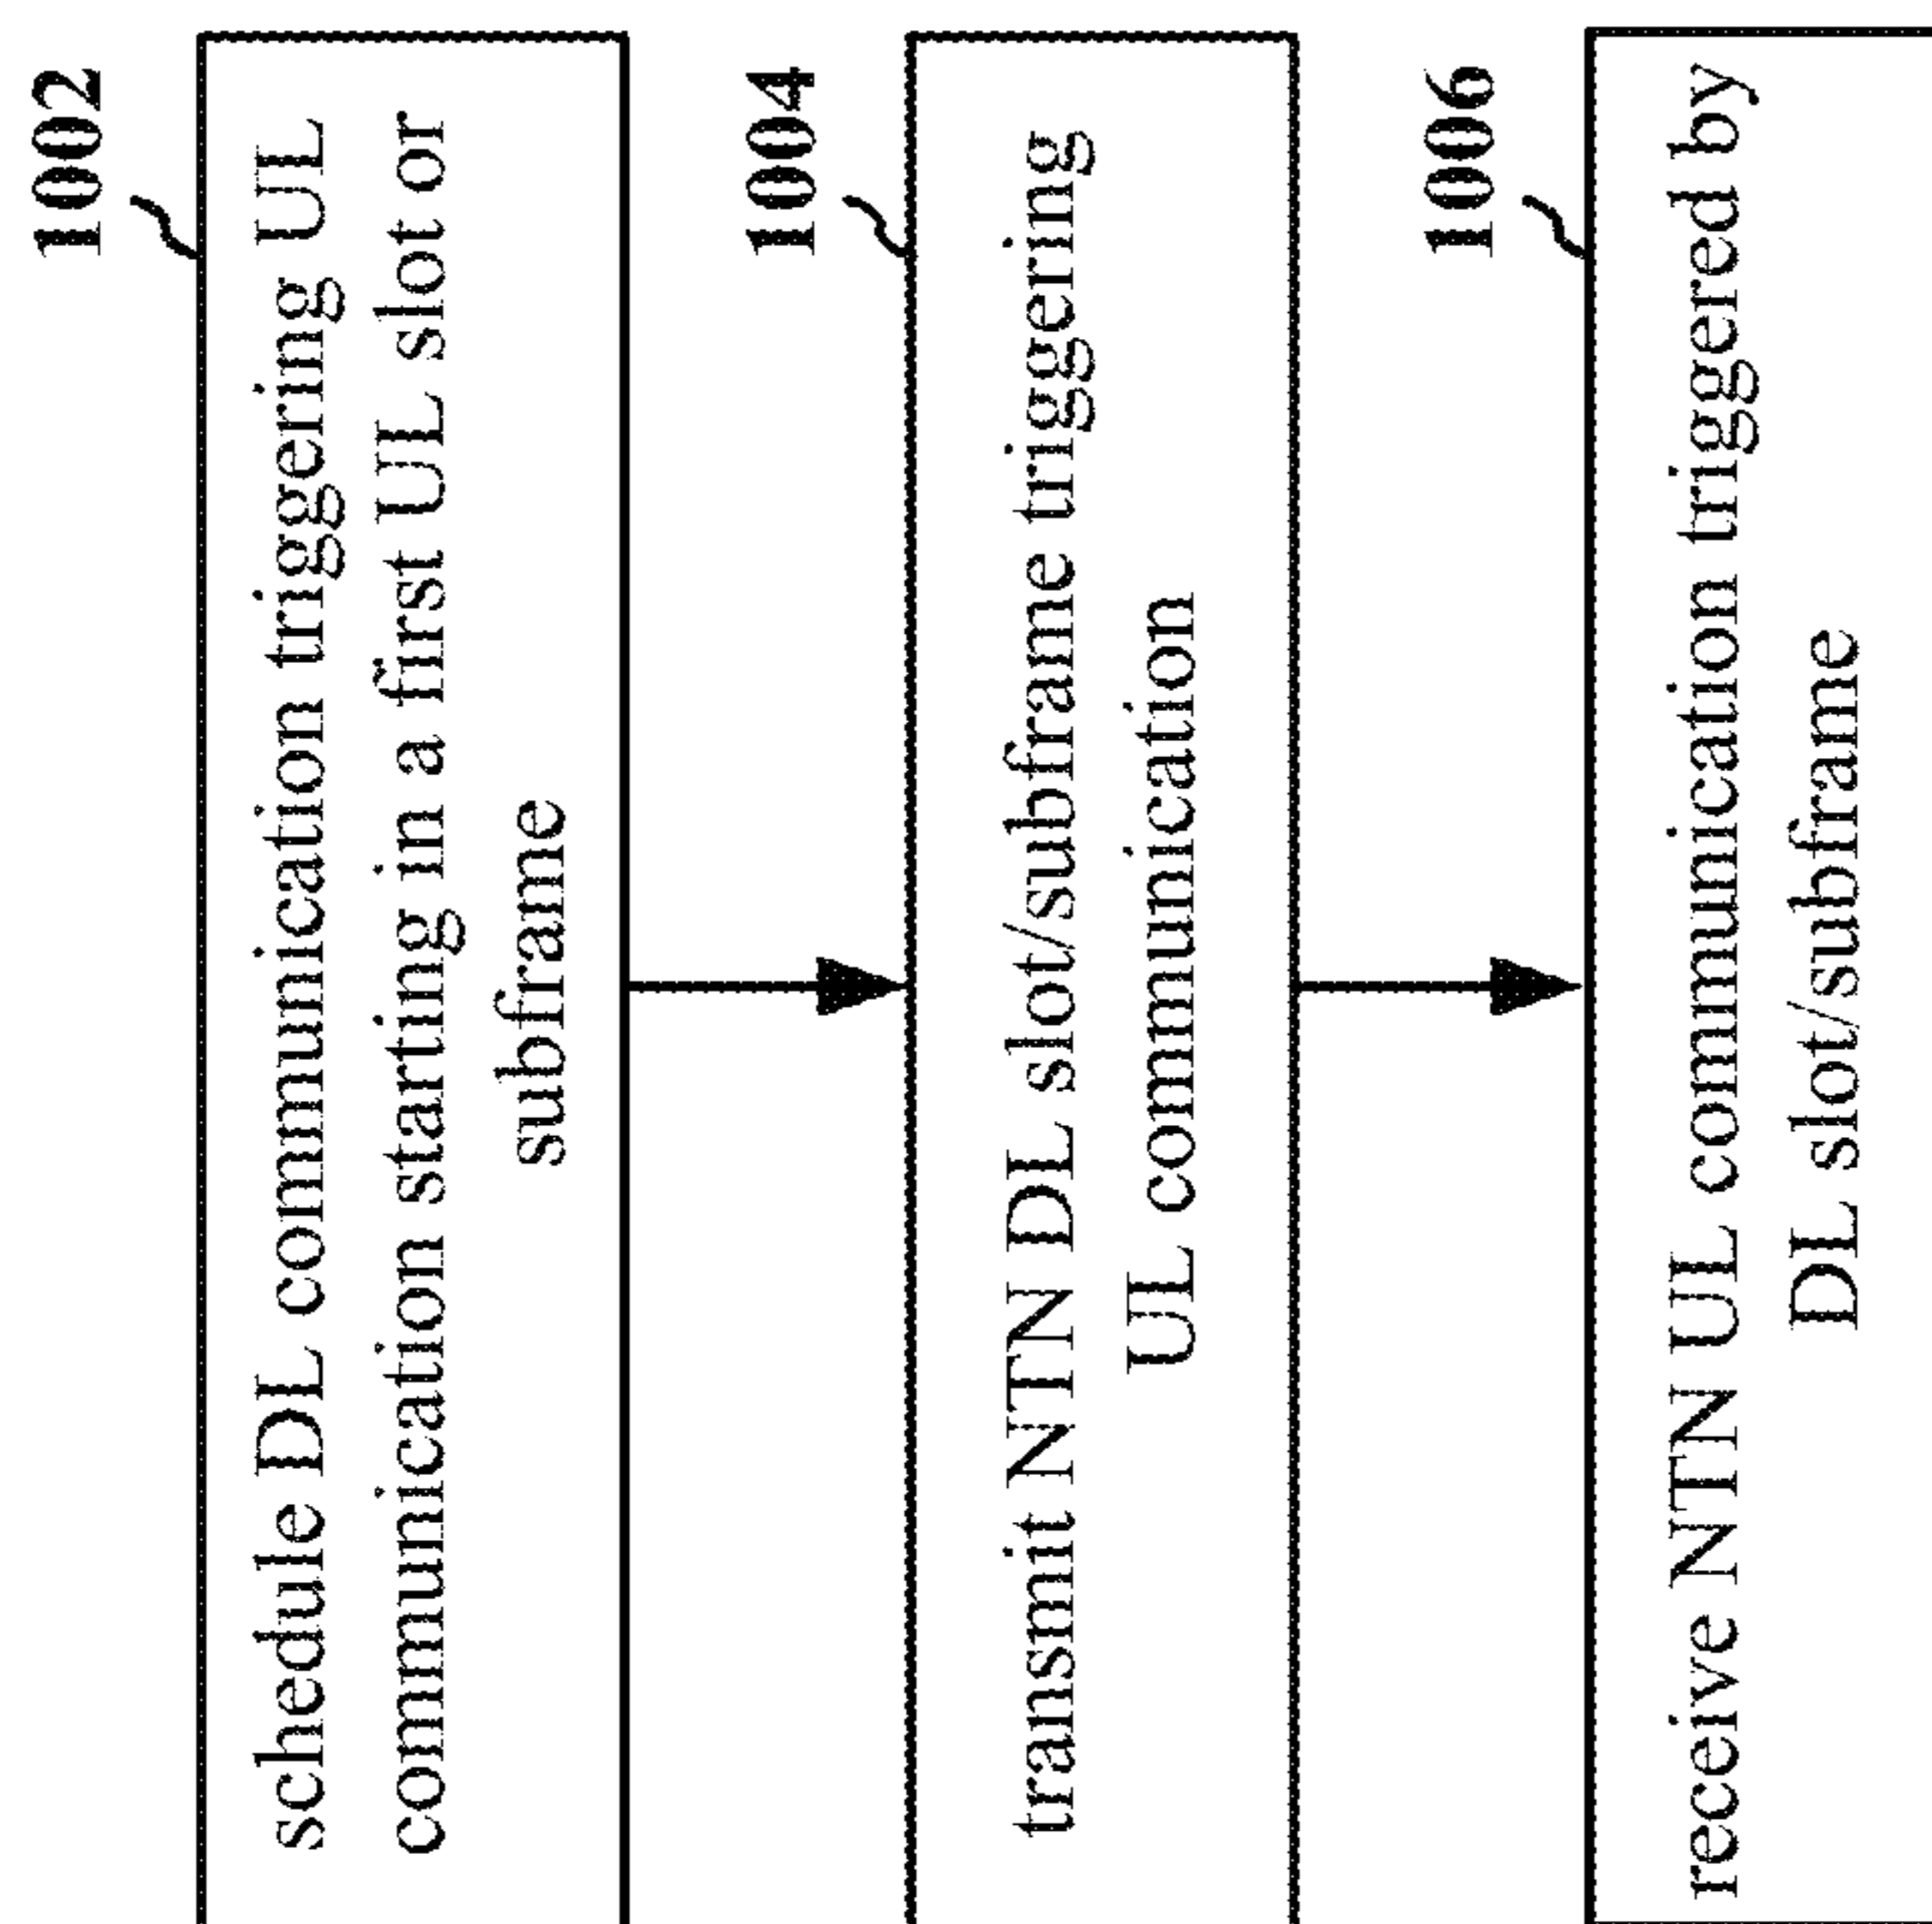 1002
schedule DL communication triggering UL
communication starting in a first UL slot or
subframe
1004
transmit NTN DL slot/subframe triggering
UL communication
1006
receive NTN UL communication triggered by
DL slot/subframe